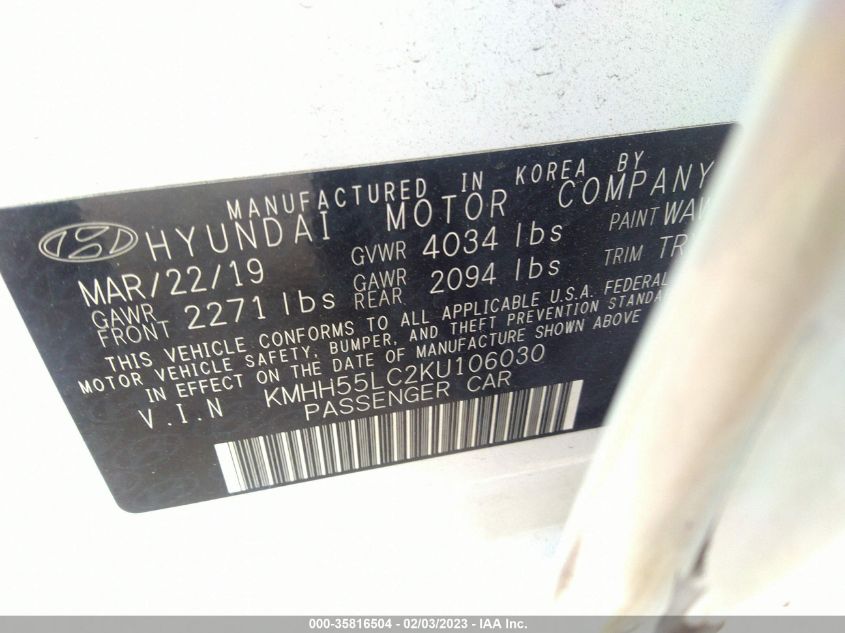 MANUFACTURED IN KOREA BY
HYUNDAI MOTOR COMPANY
MAR/22/19 GVWR 4034 lbs PAINT
GAWR FRONT 2271 lbs GAWR REAR 2094 lbs TRIM
THIS VEHICLE CONFORMS TO ALL APPLICABLE U.S.A. FEDERAL
MOTOR VEHICLE SAFETY, BUMPER, AND THEFT PREVENTION
IN EFFECT ON THE DATE OF MANUFACTURE SHOWN ABOVE
V.I.N KMHH55LC2KU106030
PASSENGER CAR
000-35816504 - 02/03/2023 - IAA Inc.